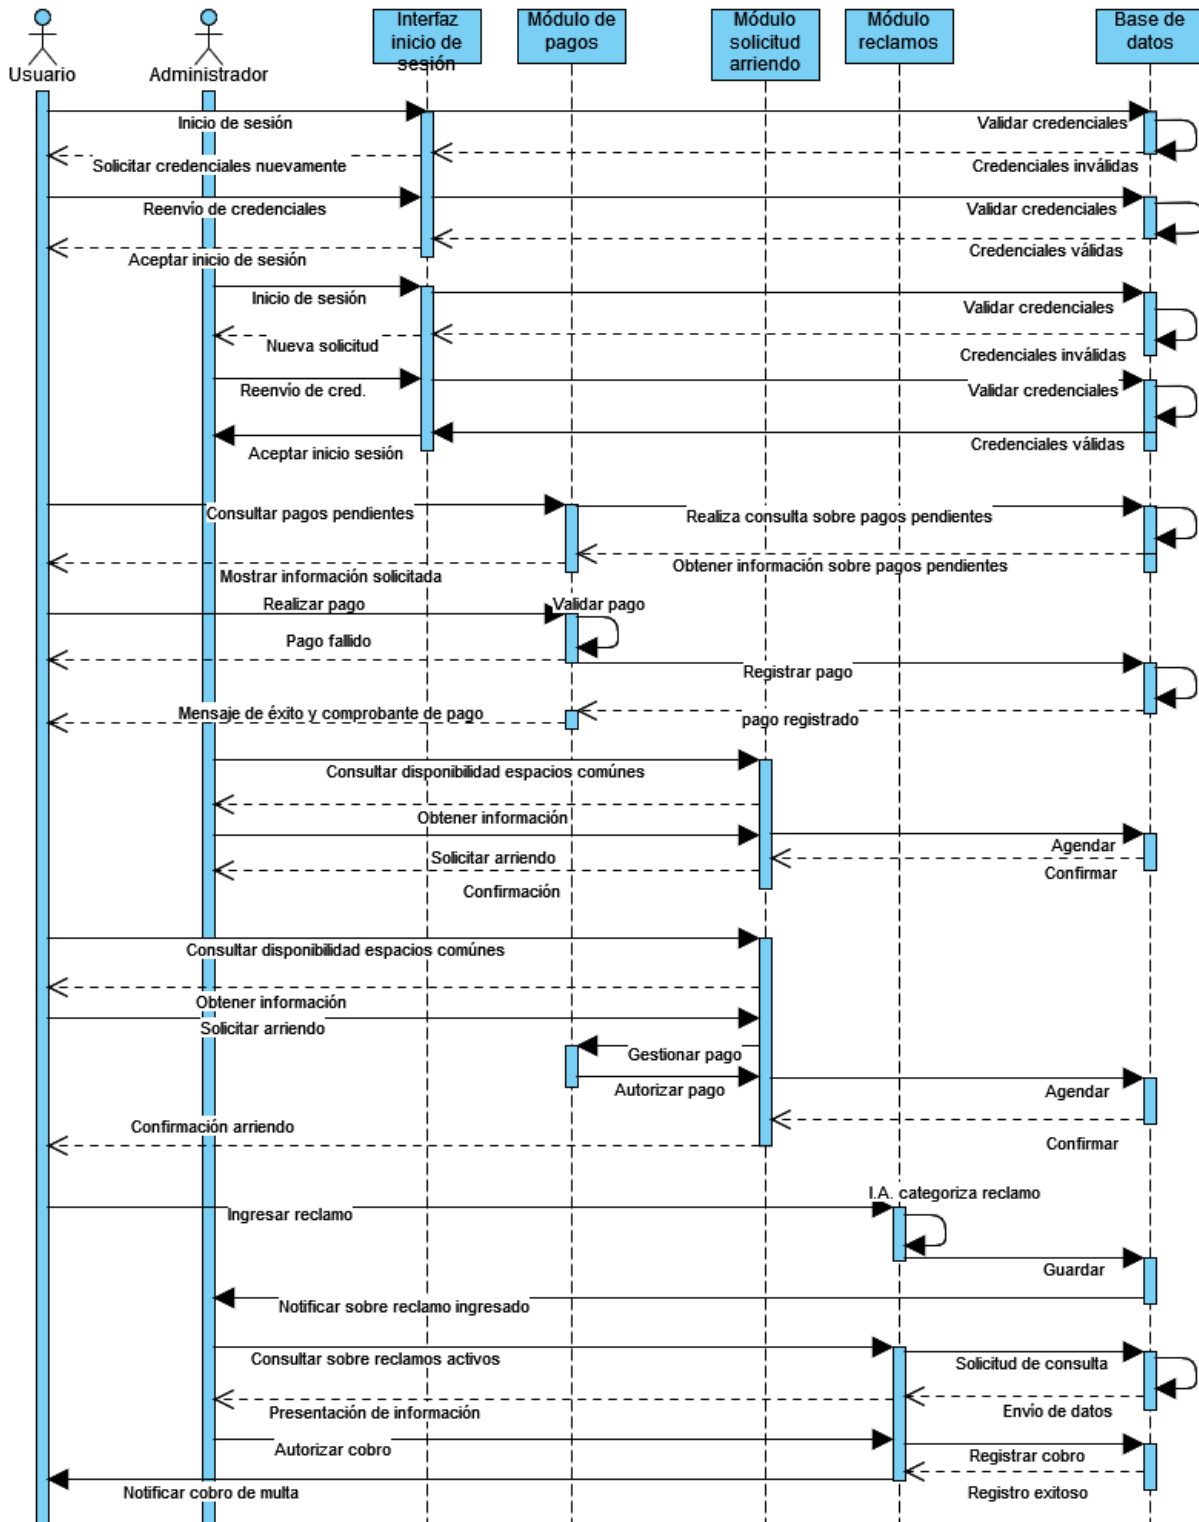 Usuario
Administrador
Interfaz
inicio de
sesión
Módulo de
pagos
Módulo
solicitud
arriendo
Módulo
reclamos
Base de
datos
Inicio de sesión
Validar credenciales
Solicitar credenciales nuevamente
Credenciales inválidas
Reenvío de credenciales
Validar credenciales
Aceptar inicio de sesión
Credenciales válidas
Inicio de sesión
Validar credenciales
Nueva solicitud
Credenciales inválidas
Reenvío de cred.
Validar credenciales
Aceptar inicio sesión
Credenciales válidas
Consultar pagos pendientes
Realiza consulta sobre pagos pendientes
Mostrar información solicitada
Obtener información sobre pagos pendientes
Realizar pago
Validar pago
Pago fallido
Registrar pago
Mensaje de éxito y comprobante de pago
pago registrado
Consultar disponibilidad espacios comúnes
Obtener información
Solicitar arriendo
Agendar
Confirmación
Confirmar
Consultar disponibilidad espacios comúnes
Obtener información
Solicitar arriendo
Gestionar pago
Autorizar pago
Agendar
Confirmación arriendo
Confirmar
I.A. categoriza reclamo
Ingresar reclamo
Guardar
Notificar sobre reclamo ingresado
Consultar sobre reclamos activos
Solicitud de consulta
Presentación de información
Envío de datos
Autorizar cobro
Registrar cobro
Notificar cobro de multa
Registro exitoso